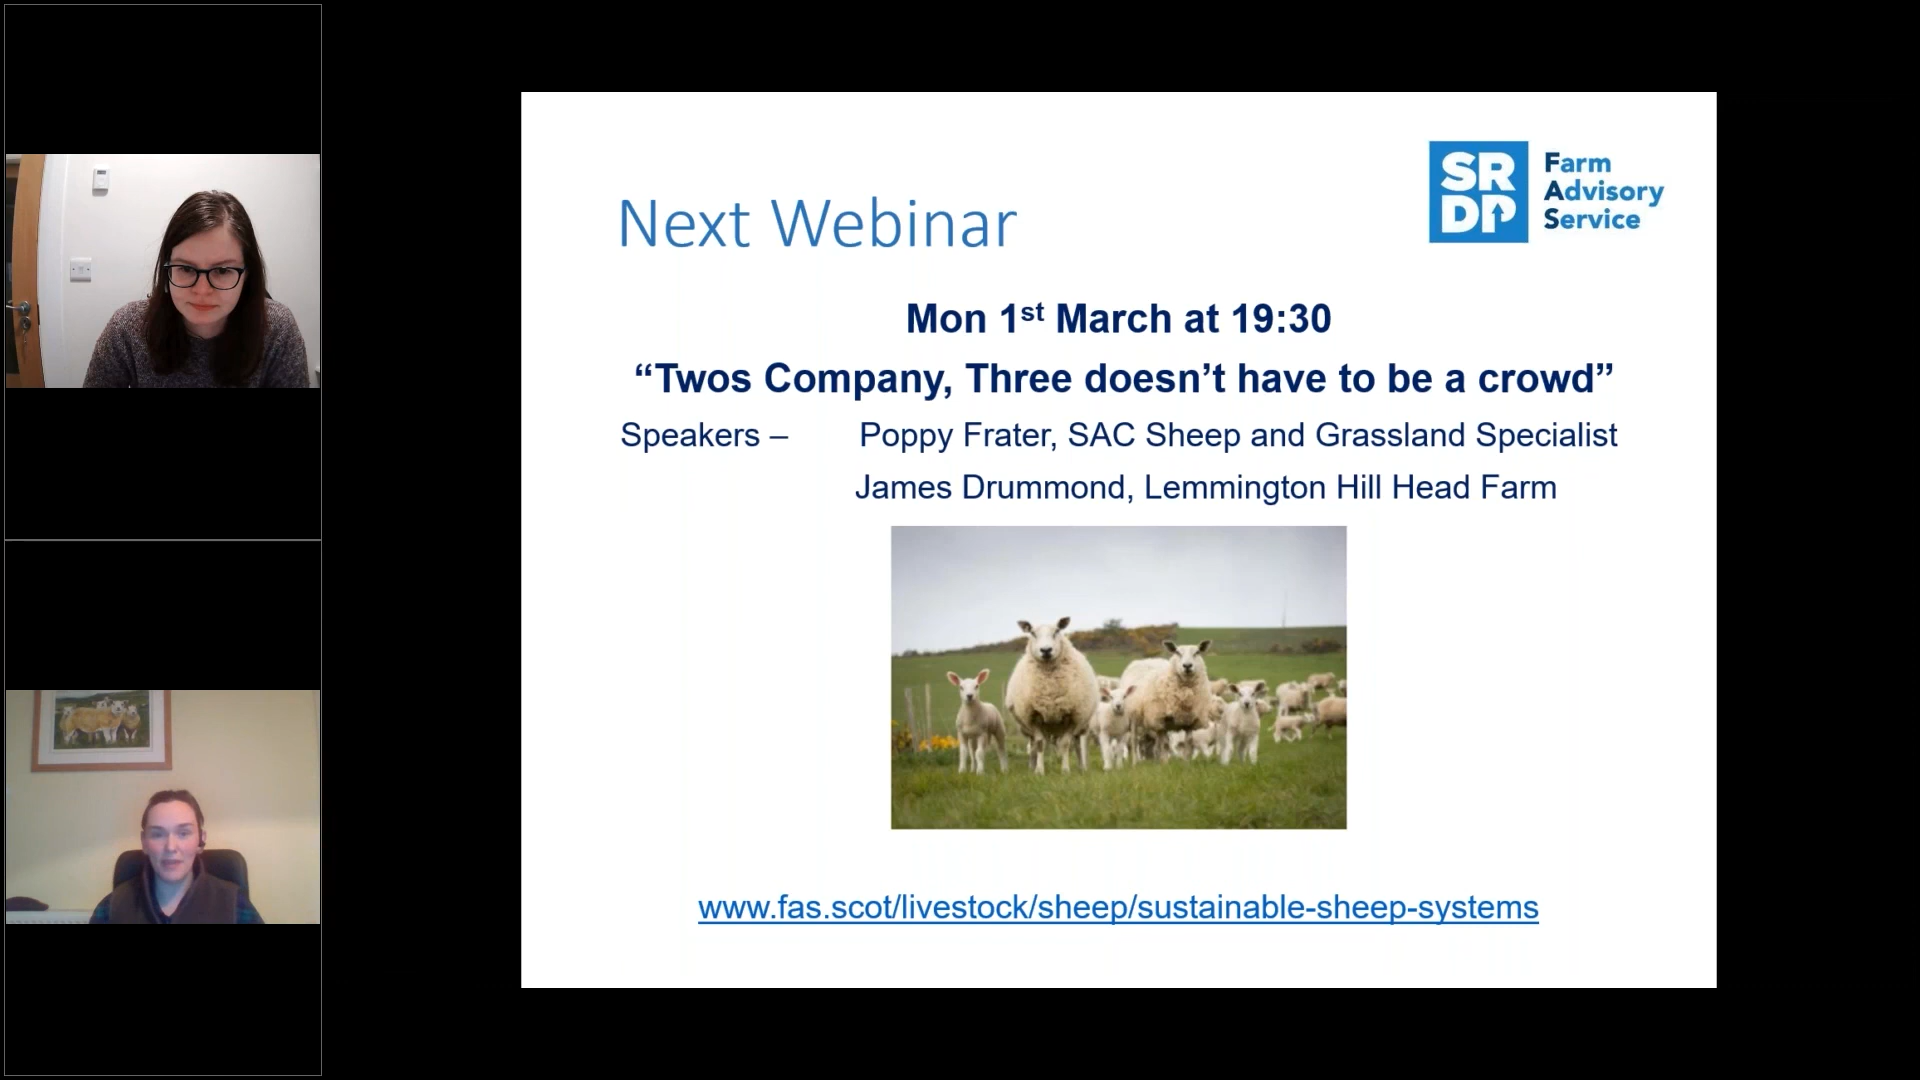 SR
DP
Farm
Advisory
Service
Next Webinar
Mon 1st March at 19:30
“Twos Company, Three doesn’t have to be a crowd”
Speakers – Poppy Frater, SAC Sheep and Grassland Specialist
James Drummond, Lemmington Hill Head Farm
www.fas.scot/livestock/sheep/sustainable-sheep-systems